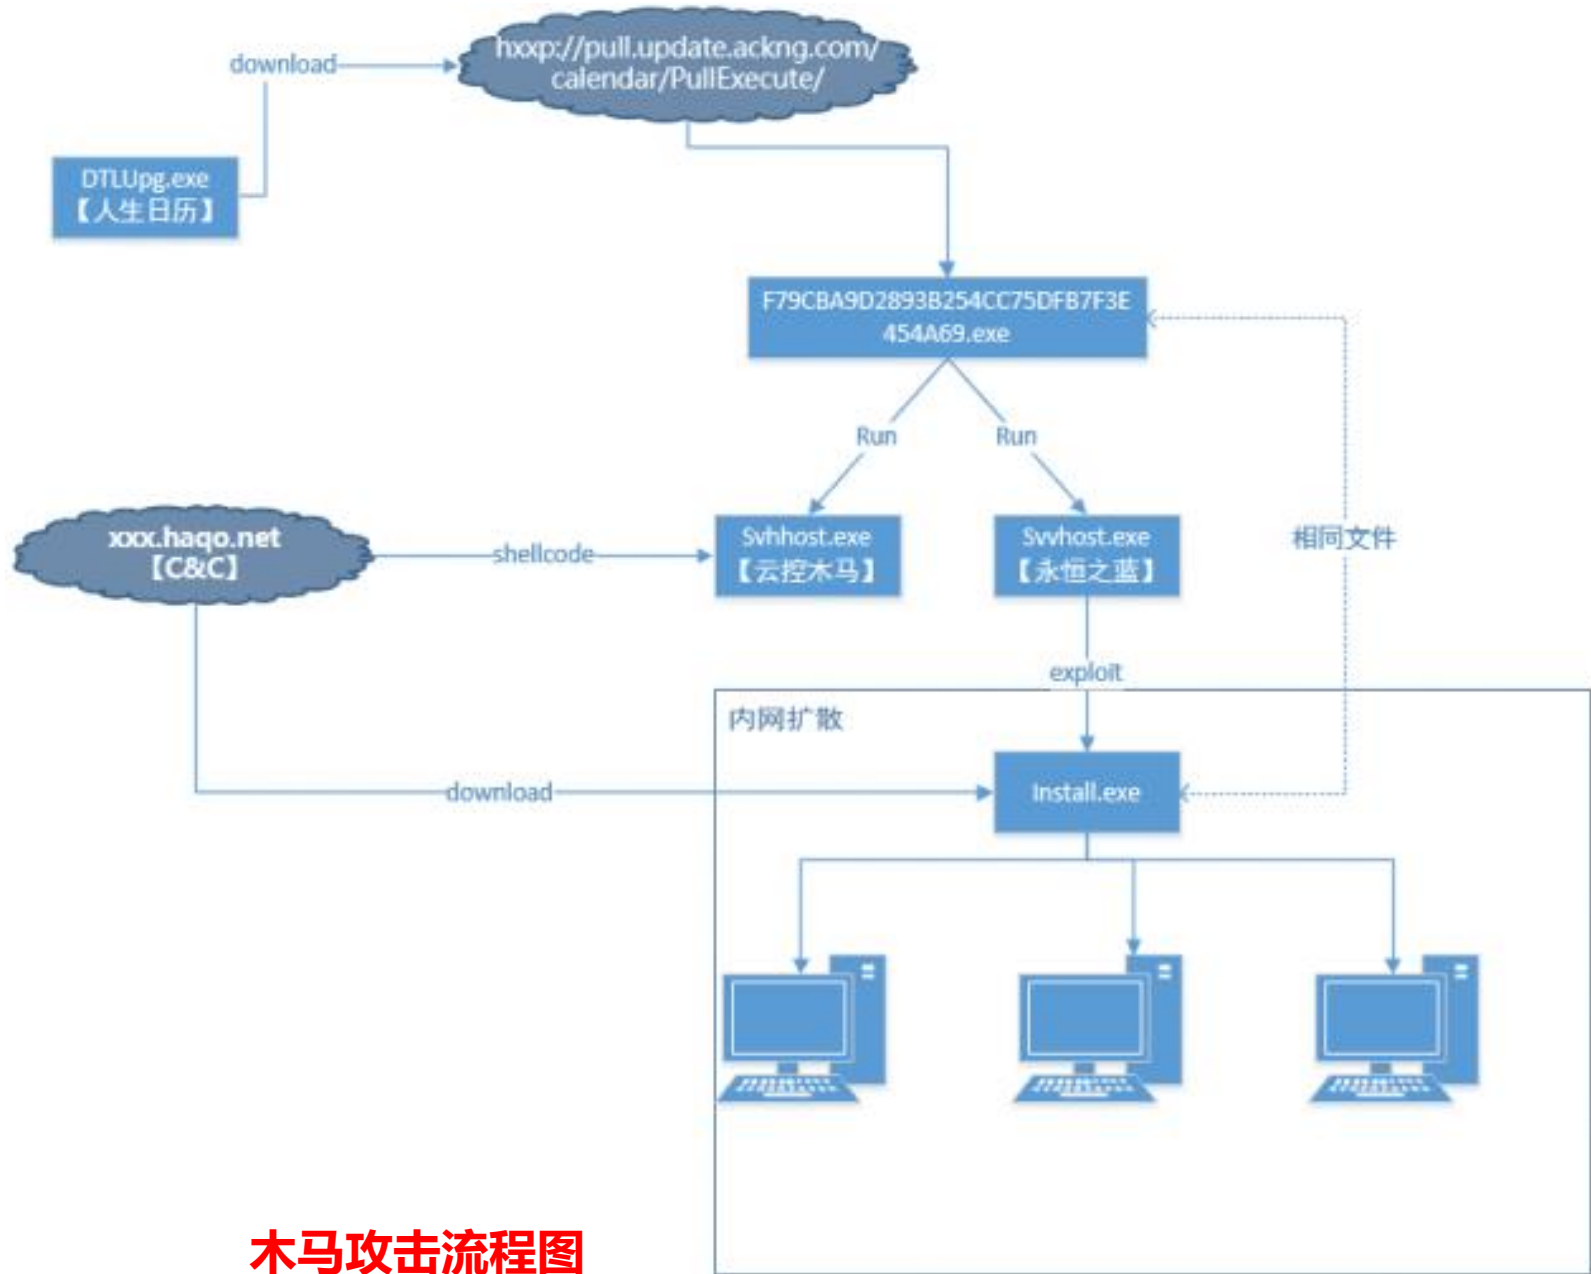 hxxp://pull.update.ackng.com/
calendar/PullExecute/
download
DTLUpg.exe
【人生日历】
F79CBA9D2893B254CC75DFB7F3E
454A69.exe
Run
Run
xxx.haqo.net
【C&C】
shellcode
Svhhost.exe
【云控木马】
Svvhost.exe
【永恒之蓝】
相同文件
exploit
内网扩散
download
Install.exe
木马攻击流程图